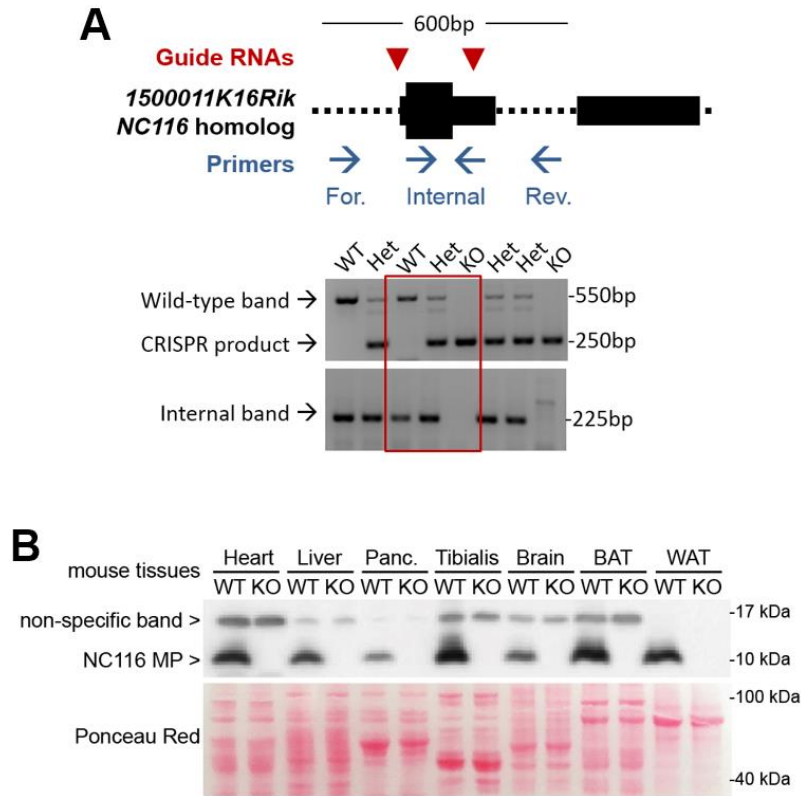 A
600bp
Guide RNAs
1500011K16Rik
NC116 homolog
Primers
For. Internal Rev.
WT Het WT Het KO Het Het KO
Wild-type band → -550bp
CRISPR product → -250bp
Internal band → -225bp
B
Heart Liver Panc. Tibialis Brain BAT WAT
mouse tissues
WT KO WT KO WT KO WT KO WT KO WT KO WT KO
non-specific band > -17 kDa
NC116 MP > -10 kDa
-100 kDa
Ponceau Red
-40 kDa